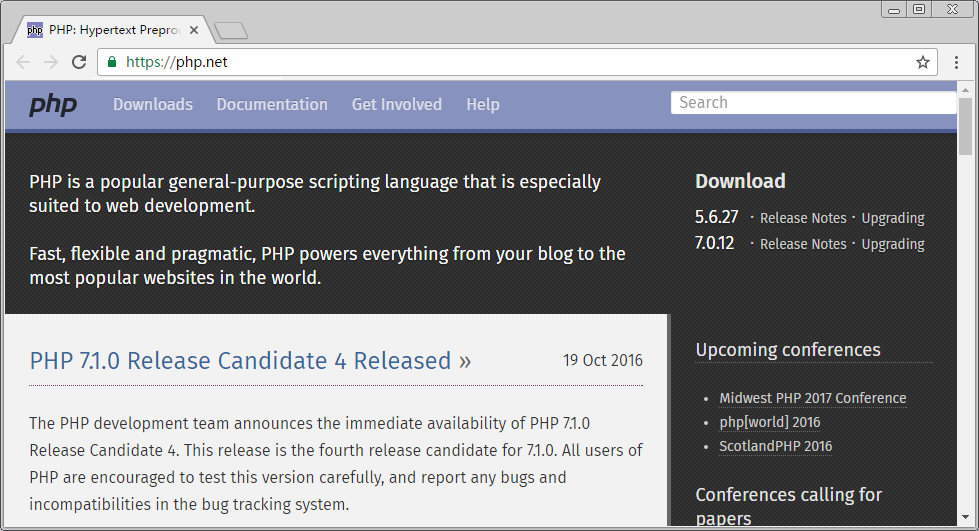 php PHP: Hypertext Prepro
https://php.net
php Downloads Documentation Get Involved Help Search
PHP is a popular general-purpose scripting language that is especially
suited to web development.
Fast, flexible and pragmatic, PHP powers everything from your blog to the
most popular websites in the world.
Download
5.6.27 · Release Notes · Upgrading
7.0.12 · Release Notes · Upgrading
PHP 7.1.0 Release Candidate 4 Released »
19 Oct 2016
The PHP development team announces the immediate availability of PHP 7.1.0
Release Candidate 4. This release is the fourth release candidate for 7.1.0. All users of
PHP are encouraged to test this version carefully, and report any bugs and
incompatibilities in the bug tracking system.
Upcoming conferences
• Midwest PHP 2017 Conference
• php[world] 2016
• ScotlandPHP 2016
Conferences calling for
papers